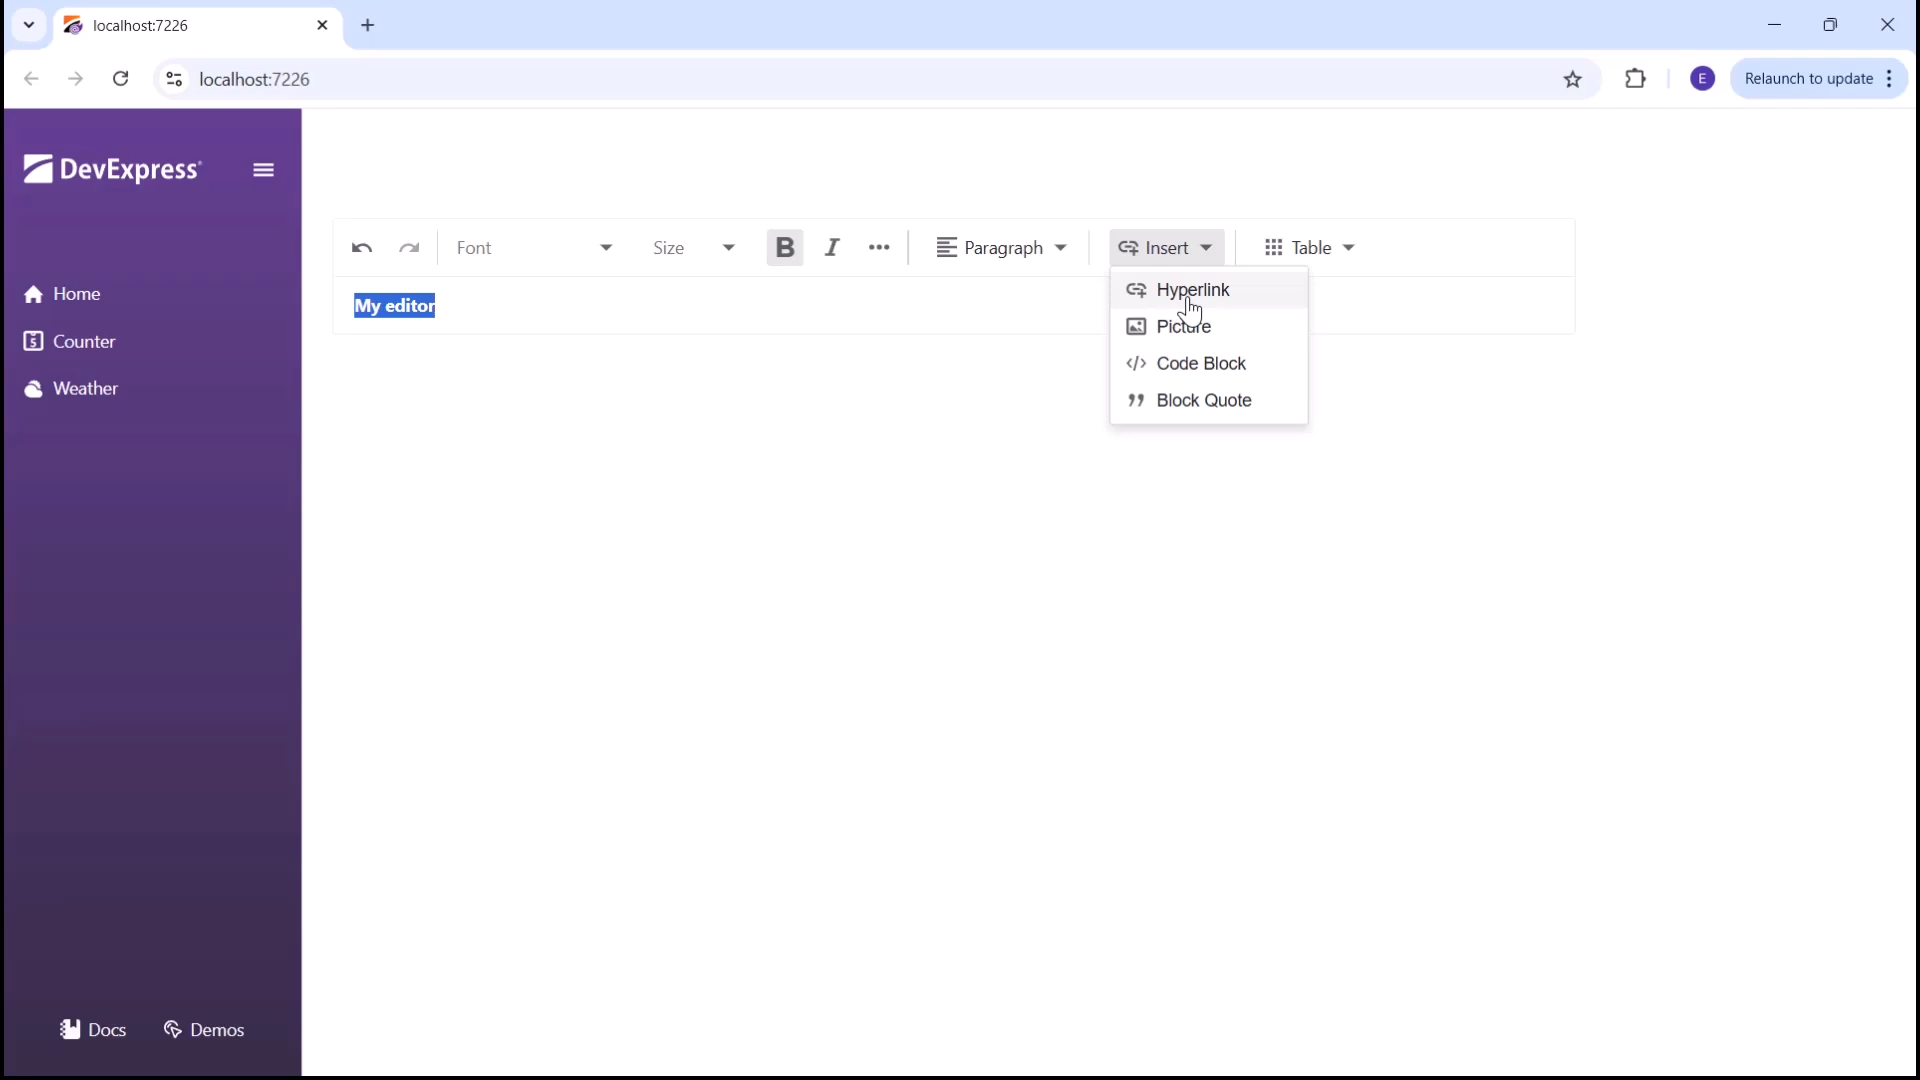 localhost:7226
localhost:7226
E
Relaunch to update
DevExpress
Home
Counter
Weather
Docs
Demos
Font
Size
B
I
Paragraph
Insert
Table
My editor
Hyperlink
Picture
Code Block
Block Quote